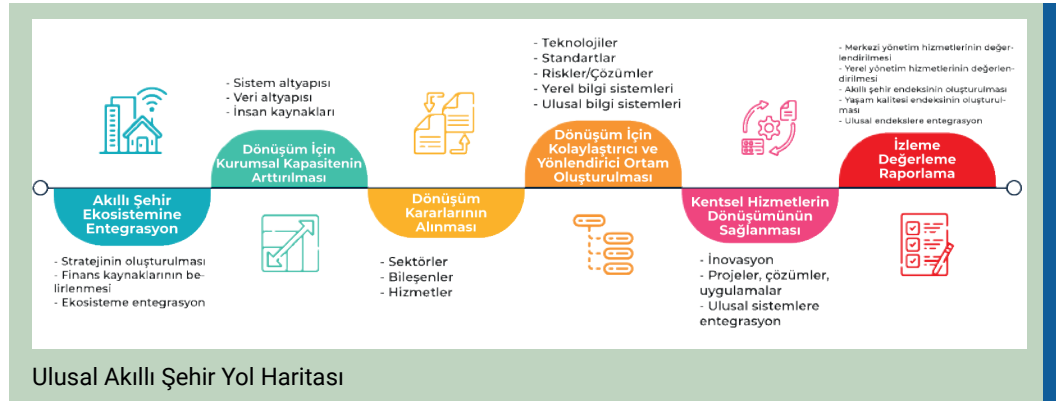 Akıllı Şehir
Ekosistemine
Entegrasyon
- Stratejinin oluşturulması
- Finans kaynaklarının be-
lirlenmesi
- Ekosisteme entegrasyon
- Sistem altyapısı
- Veri altyapısı
- İnsan kaynakları
Dönüşüm İçin
Kurumsal Kapasitenin
Arttırılması
Dönüşüm
Kararlarının
Alınması
- Sektörler
- Bileşenler
- Hizmetler
- Teknolojiler
- Standartlar
- Riskler/Çözümler
- Yerel bilgi sistemleri
- Ulusal bilgi sistemleri
Dönüşüm İçin
Kolaylaştırıcı ve
Yönlendirici Ortam
Oluşturulması
Kentsel Hizmetlerin
Dönüşümünün
Sağlanması
- İnovasyon
- Projeler, çözümler,
uygulamalar
- Ulusal sistemlere
entegrasyon
- Merkezi yönetim hizmetlerinin değer-
lendirilmesi
- Yerel yönetim hizmetlerinin değerlen-
dirilmesi
- Akıllı şehir endeksinin oluşturulması
- Yaşam kalitesi endeksinin oluşturul-
ması
- Ulusal endekslere entegrasyon
İzleme
Değerleme
Raporlama
Ulusal Akıllı Şehir Yol Haritası